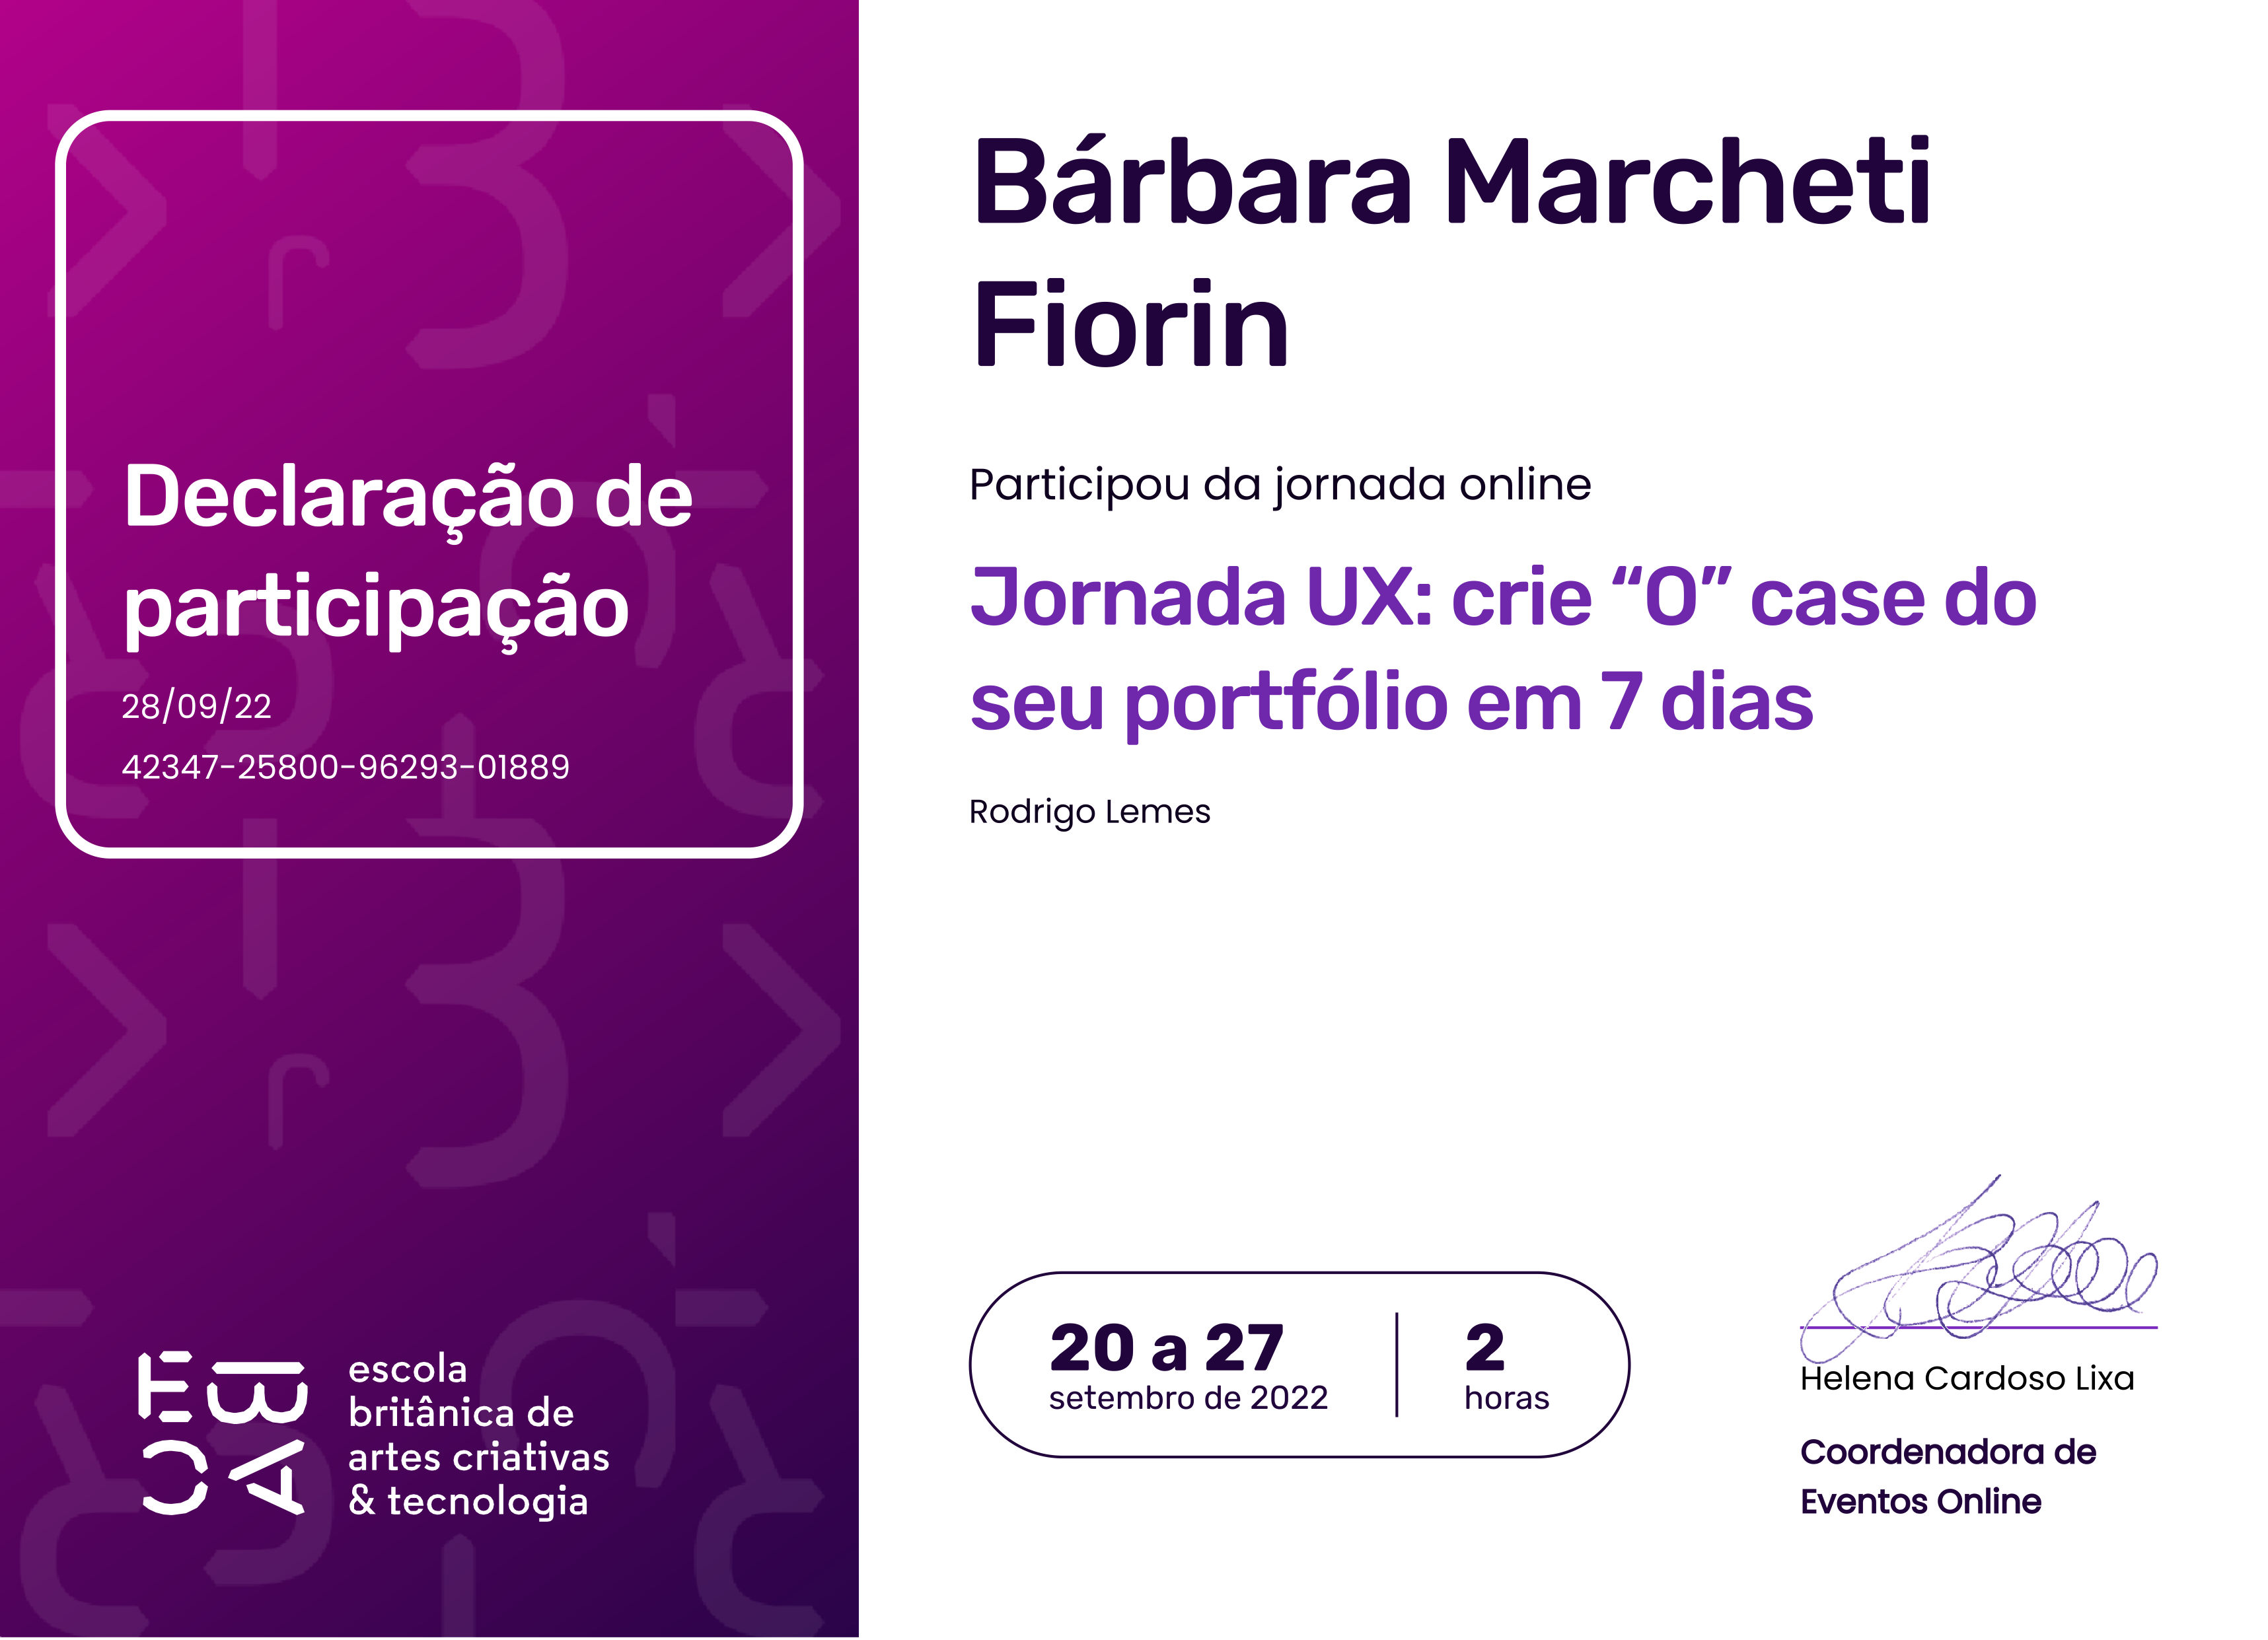 Declaração de
participação
28/09/22
42347-25800-96293-01889
EBAC
escola
britânica de
artes criativas
& tecnologia
Bárbara Marcheti
Fiorin
Participou da jornada online
Jornada UX: crie “O” case do
seu portfólio em 7 dias
Rodrigo Lemes
20 a 27
setembro de 2022
2
horas
Helena Cardoso Lixa
Coordenadora de
Eventos Online